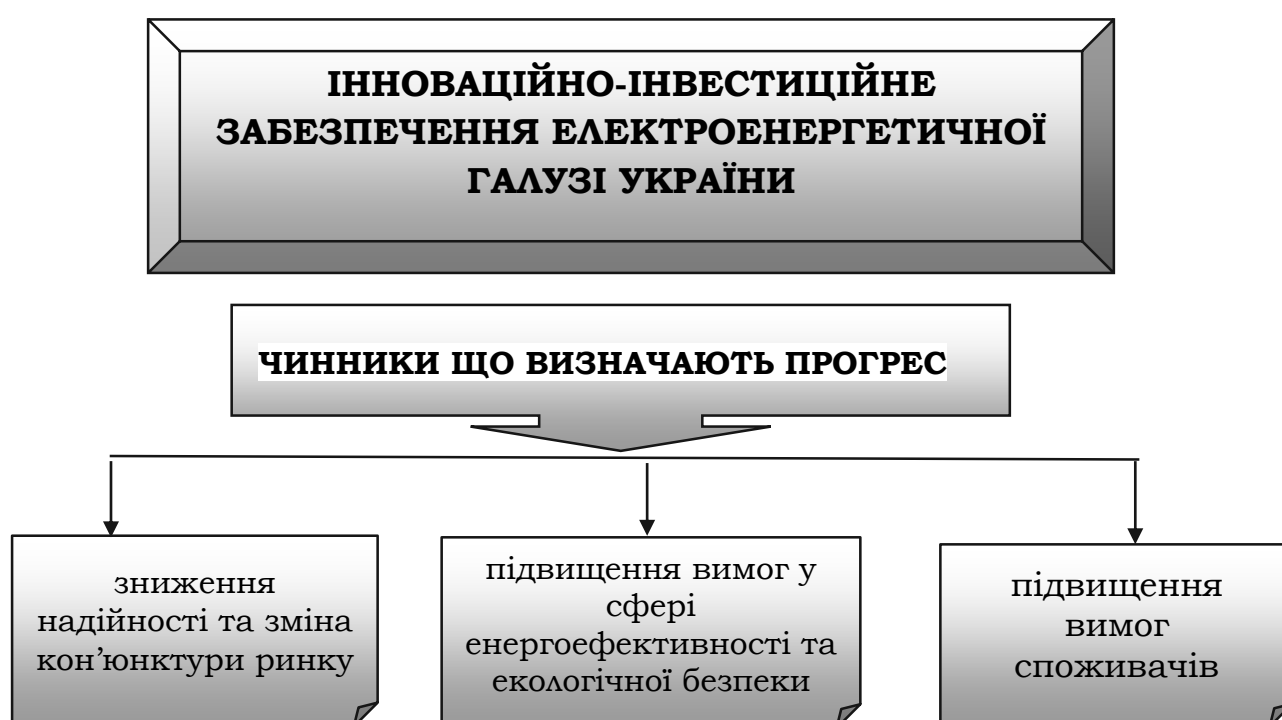 ІННОВАЦІЙНО-ІНВЕСТИЦІЙНЕ
ЗАБЕЗПЕЧЕННЯ ЕЛЕКТРОЕНЕРГЕТИЧНОЇ
ГАЛУЗІ УКРАЇНИ
ЧИННИКИ ЩО ВИЗНАЧАЮТЬ ПРОГРЕС
зниження
надійності та зміна
кон’юнктури ринку
підвищення вимог у
сфері
енергоефективності та
екологічної безпеки
підвищення
вимог
споживачів